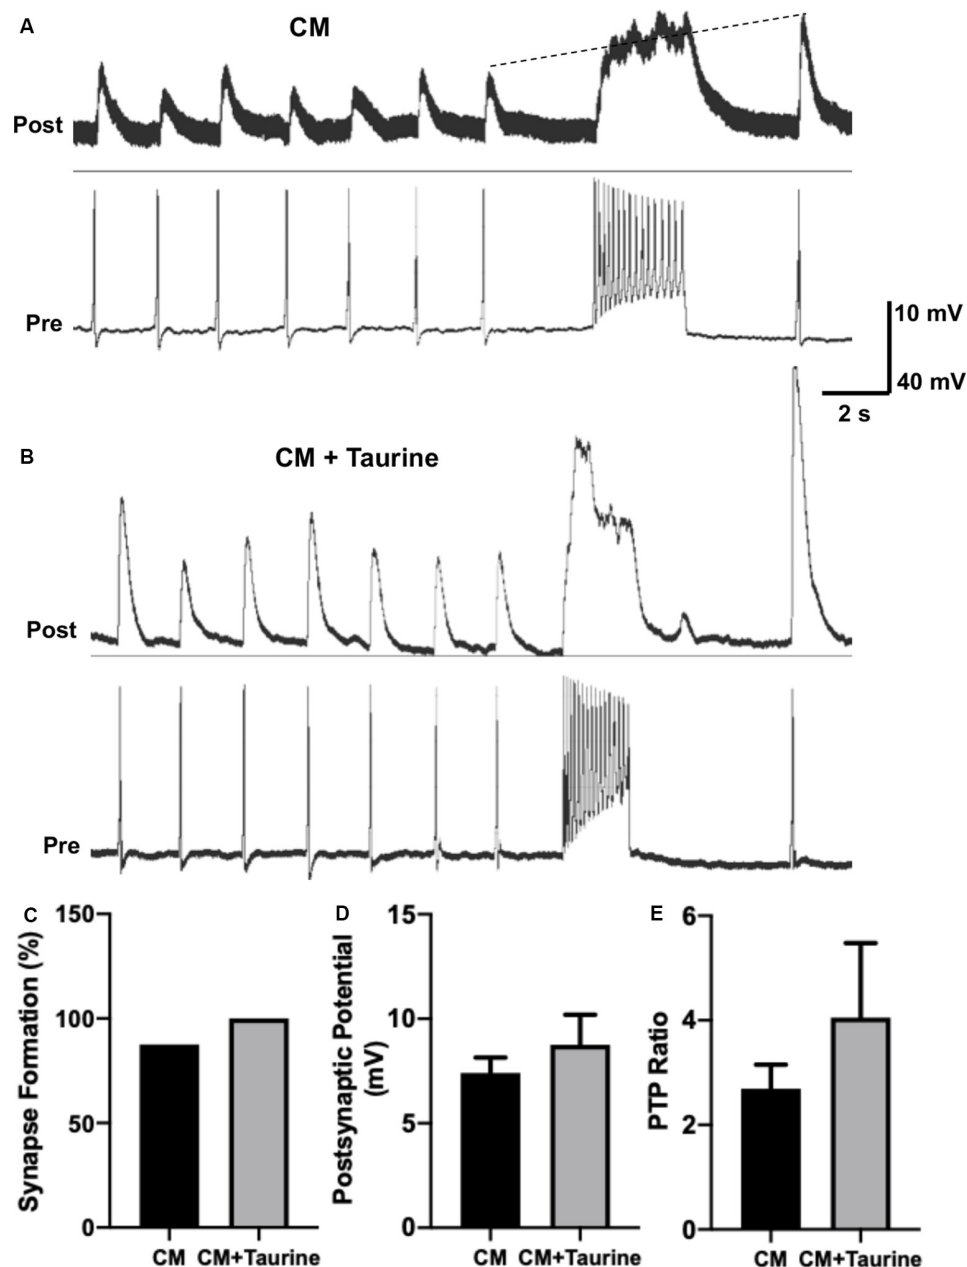 A
CM
Post
Pre
10 mV
40 mV
2 s
B
CM + Taurine
Post
Pre
C
Synapse Formation (%)
150
100
50
0
CM
CM+Taurine
D
Postsynaptic Potential
(mV)
15
10
5
0
CM
CM+Taurine
E
PTP Ratio
6
4
2
0
CM
CM+Taurine